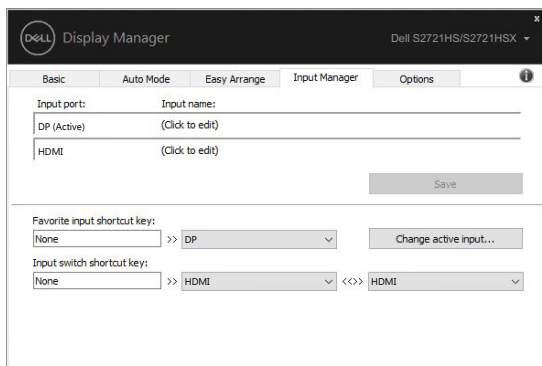 x
DELL Display Manager Dell S2721HS/S2721HSX
Basic Auto Mode Easy Arrange Input Manager Options i
Input port: Input name:
DP (Active) (Click to edit)
HDMI (Click to edit)
Save
Favorite input shortcut key:
None >> DP Change active input...
Input switch shortcut key:
None >> HDMI <<>> HDMI